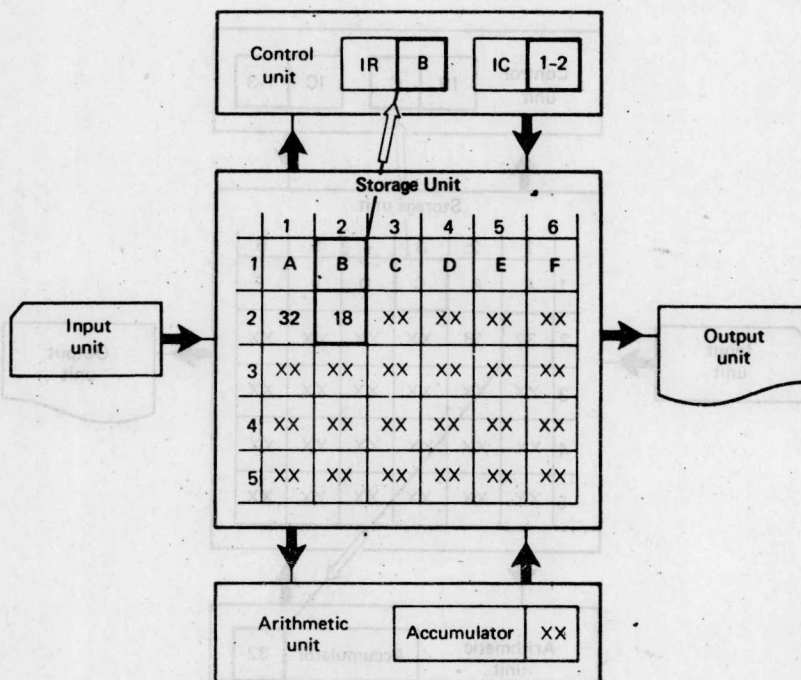 Control unit
IR B IC 1-2
Storage Unit
1 2 3 4 5 6
1 A B C D E F
2 32 18 XX XX XX XX
3 XX XX XX XX XX XX
4 XX XX XX XX XX XX
5 XX XX XX XX XX XX
Input unit
Output unit
Arithmetic unit
Accumulator XX